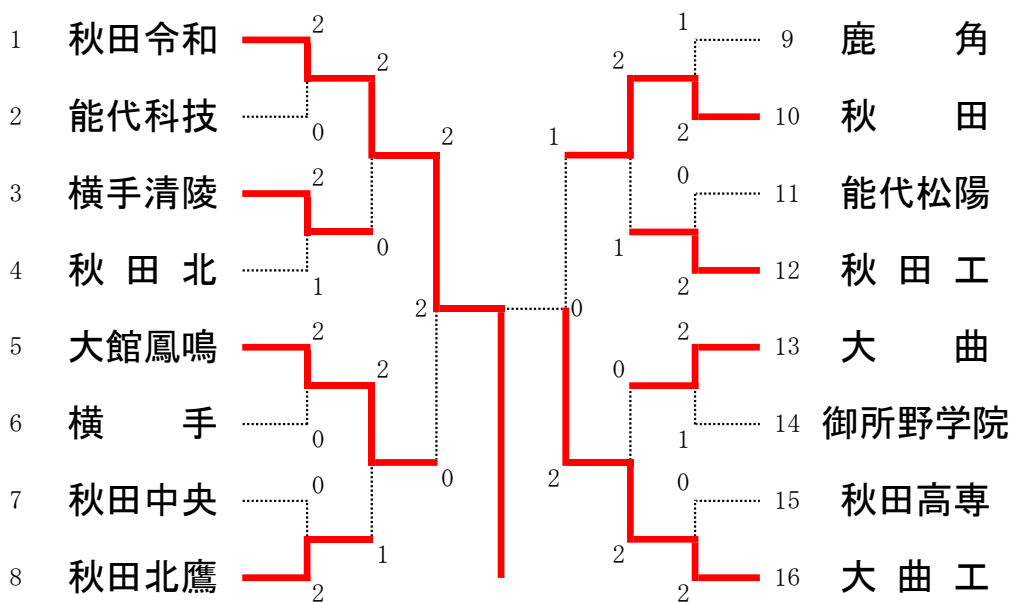 1 秋田令和
2 能代科技
3 横手清陵
4 秋田北
5 大館鳳鳴
6 横手
7 秋田中央
8 秋田北鷹
2
0
2
1
2
0
0
2
2
0
2
1
2
0
2
0
1
2
2
1
0
2
1
2
0
2
2
1
0
2
9 鹿角
10 秋田
11 能代松陽
12 秋田工
13 大曲
14 御所野学院
15 秋田高専
16 大曲工